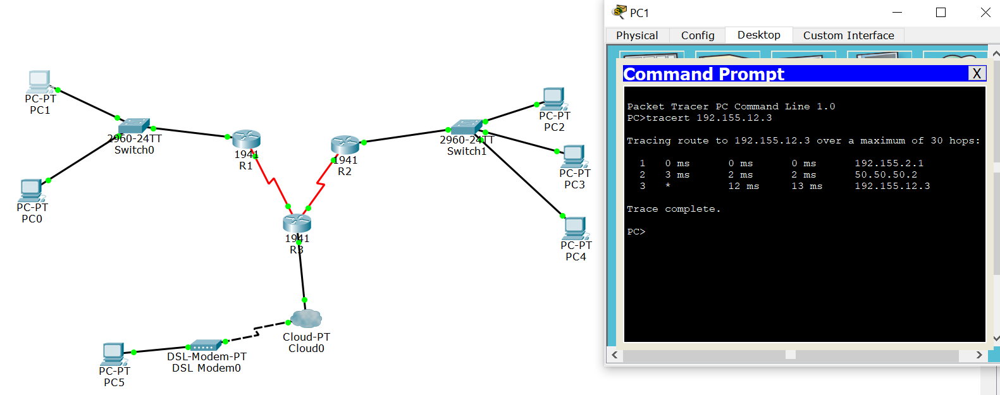 PC-PT
PC1
2960-24TT
Switch0
1941
R1
PC-PT
PC0
1941
R2
2960-24TT
Switch1
PC-PT
PC2
PC-PT
PC3
PC-PT
PC4
1941
R3
Cloud-PT
Cloud0
DSL-Modem-PT
DSL Modem0
PC-PT
PC5
PC1
Physical Config Desktop Custom Interface
Command Prompt X
Packet Tracer PC Command Line 1.0
PC>tracert 192.155.12.3
Tracing route to 192.155.12.3 over a maximum of 30 hops:
1 0 ms 0 ms 0 ms 192.155.2.1
2 3 ms 2 ms 2 ms 50.50.50.2
3 * 12 ms 13 ms 192.155.12.3
Trace complete.
PC>